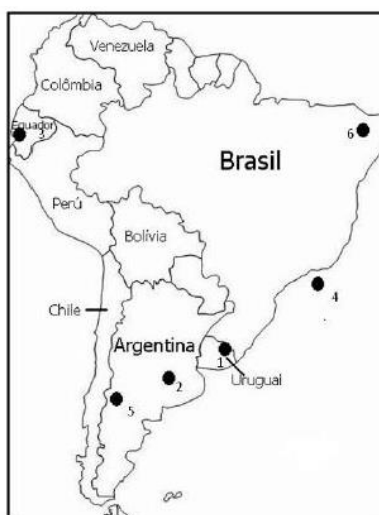 Venezuela
Colômbia
Equador
3
6
Brasil
Perú
Bolívia
4
Chile
Argentina
1
Uruguai
2
5